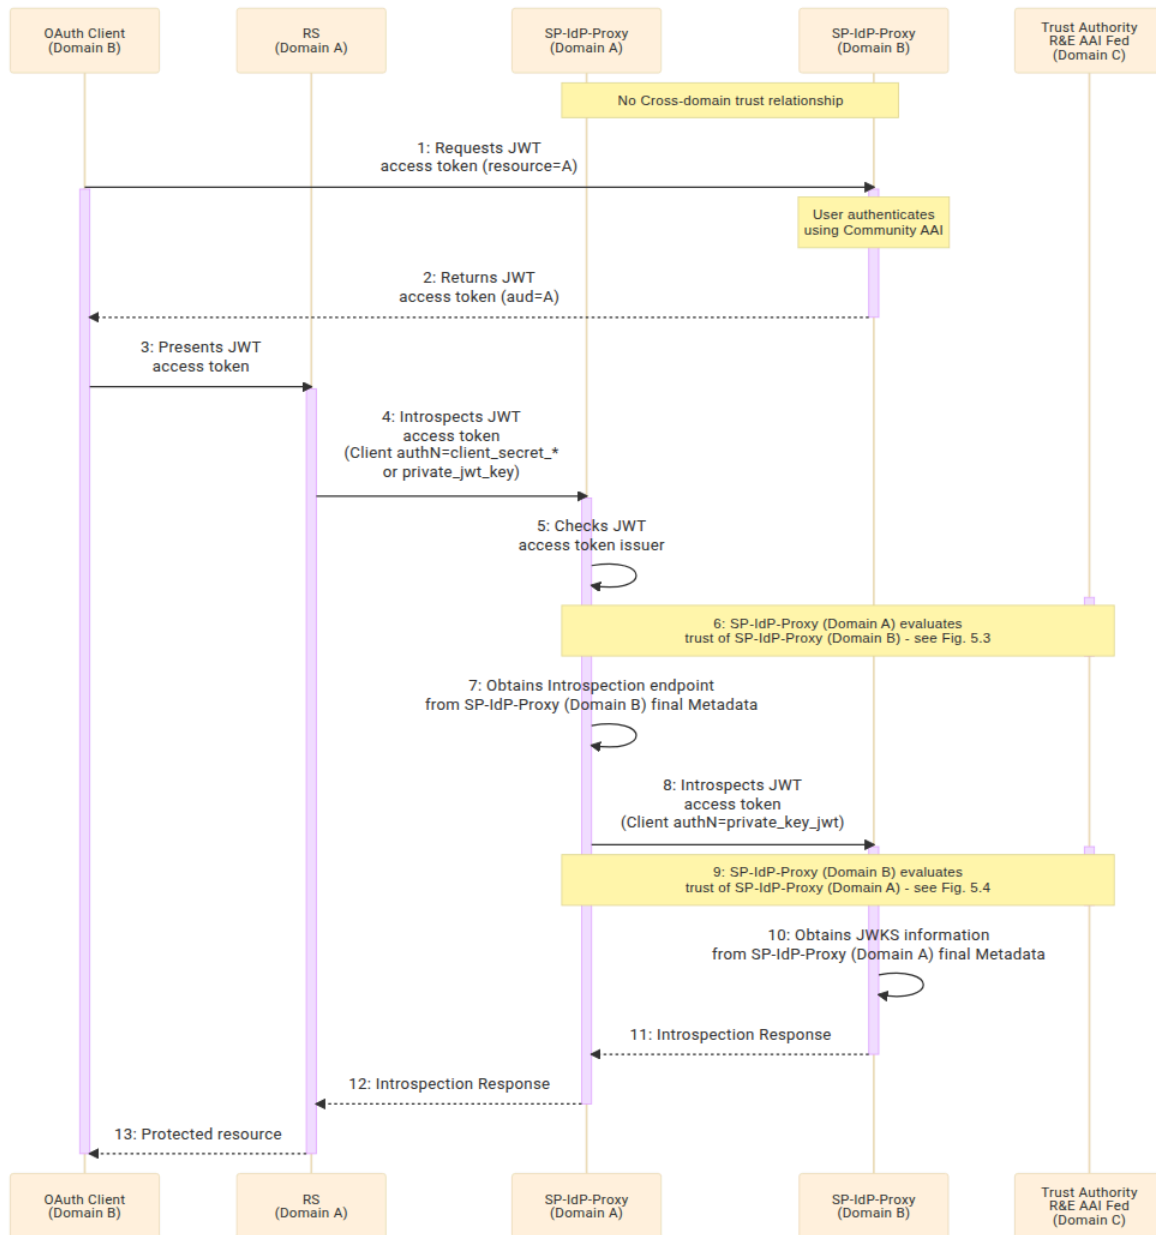 OAuth Client
(Domain B)
RS
(Domain A)
SP-IdP-Proxy
(Domain A)
SP-IdP-Proxy
(Domain B)
Trust Authority
R&E AAI Fed
(Domain C)
No Cross-domain trust relationship
1: Requests JWT
access token (resource=A)
User authenticates
using Community AAI
2: Returns JWT
access token (aud=A)
3: Presents JWT
access token
4: Introspects JWT
access token
(Client authN=client_secret_*
or private_jwt_key)
5: Checks JWT
access token issuer
6: SP-IdP-Proxy (Domain A) evaluates
trust of SP-IdP-Proxy (Domain B) - see Fig. 5.3
7: Obtains Introspection endpoint
from SP-IdP-Proxy (Domain B) final Metadata
8: Introspects JWT
access token
(Client authN=private_key_jwt)
9: SP-IdP-Proxy (Domain B) evaluates
trust of SP-IdP-Proxy (Domain A) - see Fig. 5.4
10: Obtains JWKS information
from SP-IdP-Proxy (Domain A) final Metadata
11: Introspection Response
12: Introspection Response
13: Protected resource
OAuth Client
(Domain B)
RS
(Domain A)
SP-IdP-Proxy
(Domain A)
SP-IdP-Proxy
(Domain B)
Trust Authority
R&E AAI Fed
(Domain C)